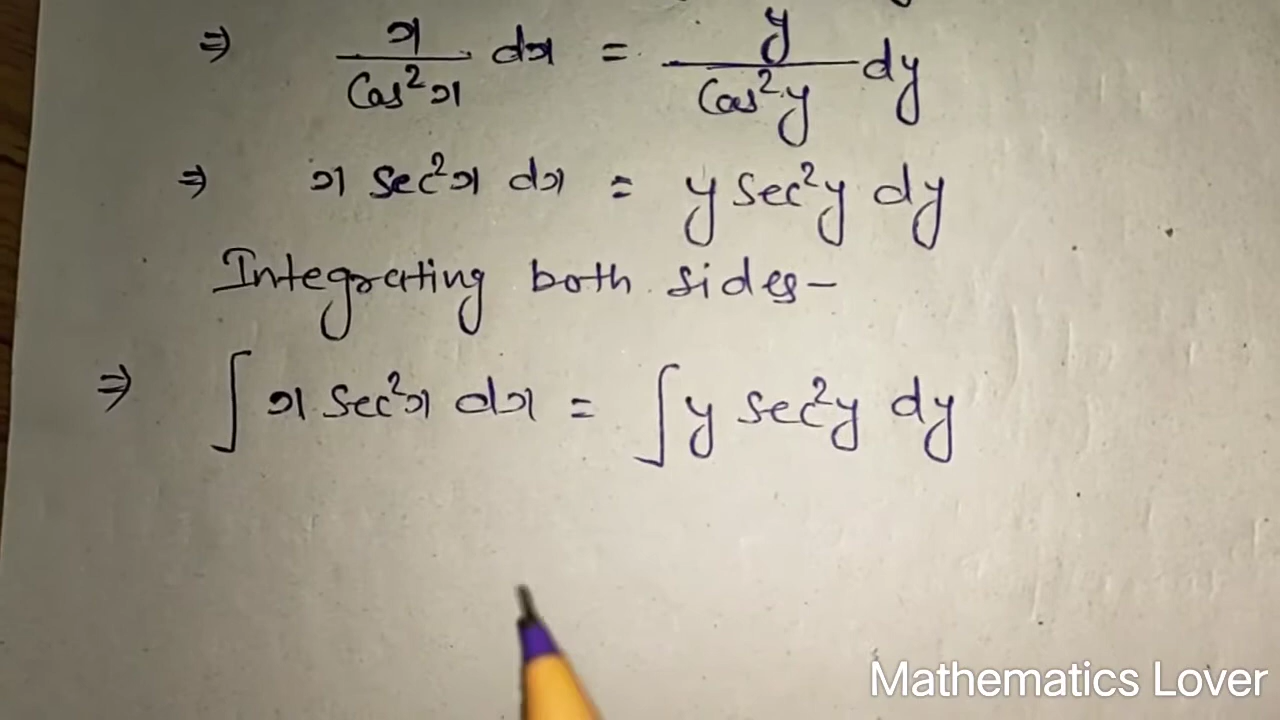 ⇒ x/cos²x dx = y/cos²y dy
⇒ x sec²x dx = y sec²y dy
Integrating both sides–
⇒ ∫ x sec²x dx = ∫ y sec²y dy
Mathematics Lover